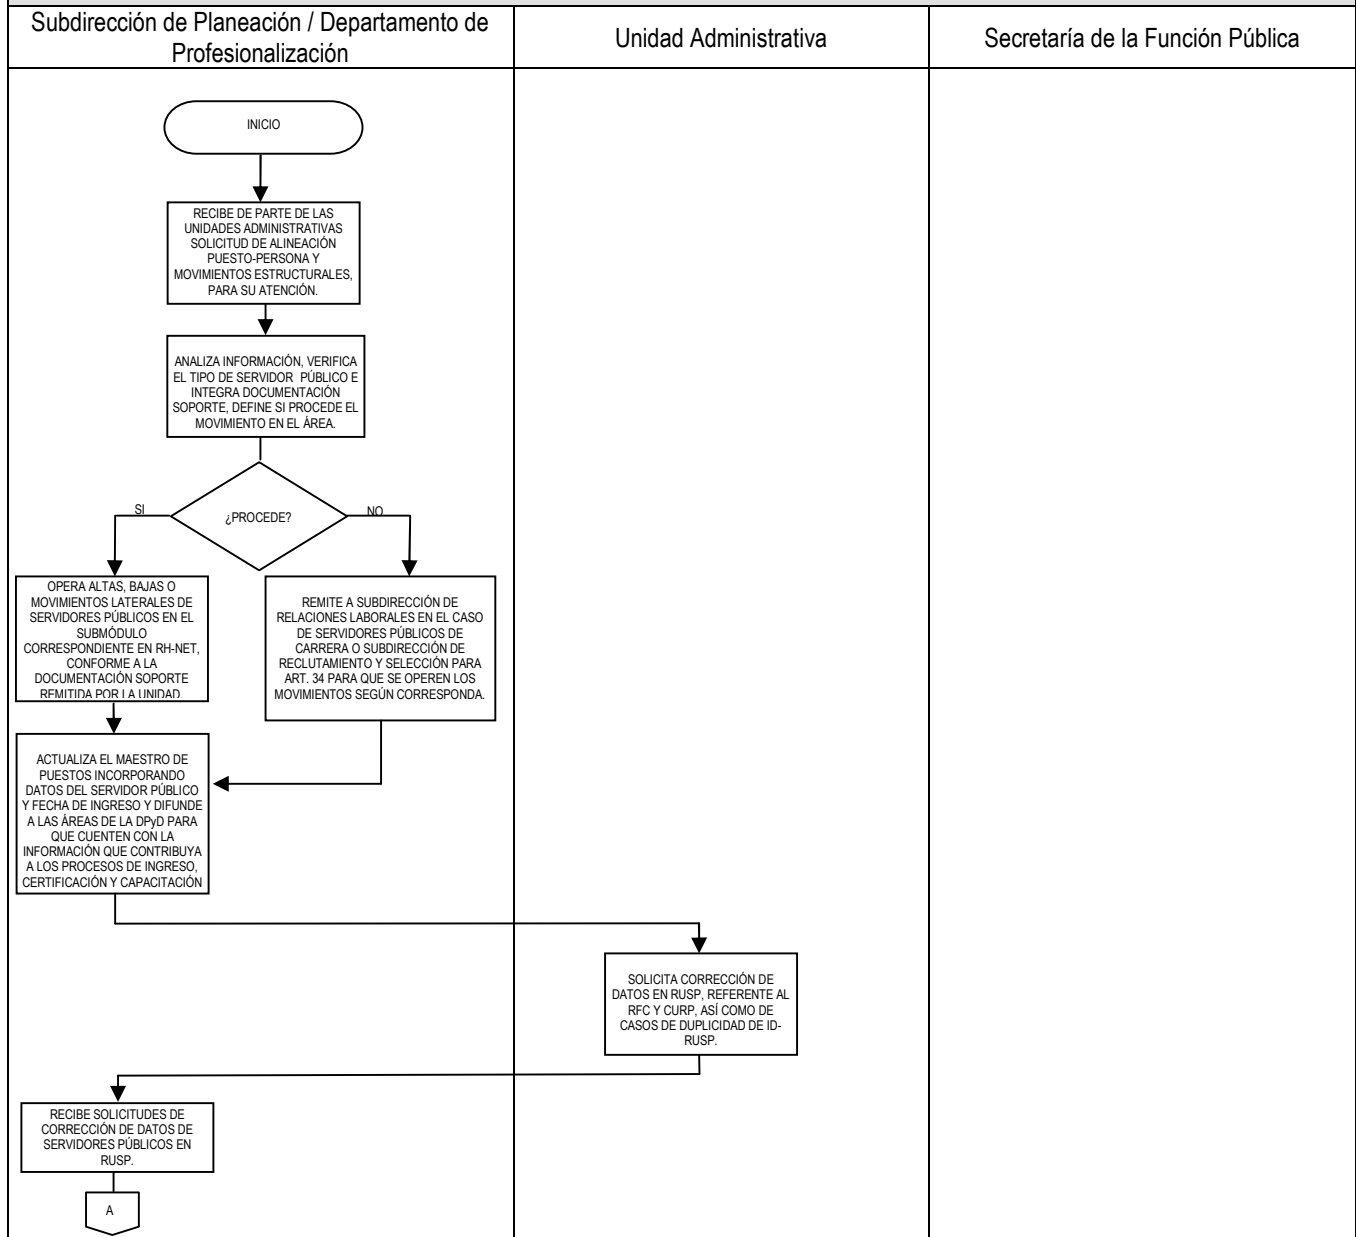 Subdirección de Planeación / Departamento de
Profesionalización
Unidad Administrativa
Secretaría de la Función Pública
INICIO
RECIBE DE PARTE DE LAS
UNIDADES ADMINISTRATIVAS
SOLICITUD DE ALINEACIÓN
PUESTO-PERSONA Y
MOVIMIENTOS ESTRUCTURALES,
PARA SU ATENCIÓN.
ANALIZA INFORMACIÓN, VERIFICA
EL TIPO DE SERVIDOR PÚBLICO E
INTEGRA DOCUMENTACIÓN
SOPORTE, DEFINE SI PROCEDE EL
MOVIMIENTO EN EL ÁREA.
SI
¿PROCEDE?
NO
OPERA ALTAS, BAJAS O
MOVIMIENTOS LATERALES DE
SERVIDORES PÚBLICOS EN EL
SUBMÓDULO
CORRESPONDIENTE EN RH-NET,
CONFORME A LA
DOCUMENTACIÓN SOPORTE
REMITIDA POR LA UNIDAD.
REMITE A SUBDIRECCIÓN DE
RELACIONES LABORALES EN EL CASO
DE SERVIDORES PÚBLICOS DE
CARRERA O SUBDIRECCIÓN DE
RECLUTAMIENTO Y SELECCIÓN PARA
ART. 34 PARA QUE SE OPEREN LOS
MOVIMIENTOS SEGÚN CORRESPONDA.
ACTUALIZA EL MAESTRO DE
PUESTOS INCORPORANDO
DATOS DEL SERVIDOR PÚBLICO
Y FECHA DE INGRESO Y DIFUNDE
A LAS ÁREAS DE LA DPyD PARA
QUE CUENTEN CON LA
INFORMACIÓN QUE CONTRIBUYA
A LOS PROCESOS DE INGRESO,
CERTIFICACIÓN Y CAPACITACIÓN
SOLICITA CORRECCIÓN DE
DATOS EN RUSP, REFERENTE AL
RFC Y CURP, ASÍ COMO DE
CASOS DE DUPLICIDAD DE ID-
RUSP.
RECIBE SOLICITUDES DE
CORRECCIÓN DE DATOS DE
SERVIDORES PÚBLICOS EN
RUSP.
A